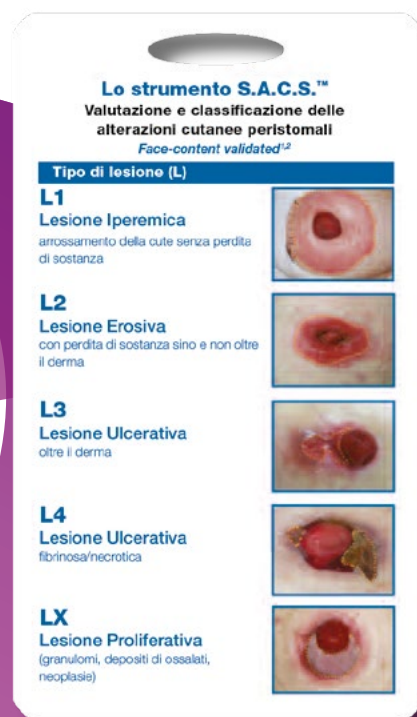 Lo strumento S.A.C.S.™
Valutazione e classificazione delle
alterazioni cutanee peristomali
Face-content validated¹,²
Tipo di lesione (L)
L1
Lesione Iperemica
arrossamento della cute senza perdita
di sostanza
L2
Lesione Erosiva
con perdita di sostanza sino e non oltre
il derma
L3
Lesione Ulcerativa
oltre il derma
L4
Lesione Ulcerativa
fibrinosa/necrotica
LX
Lesione Proliferativa
(granulomi, depositi di ossalati,
neoplasie)